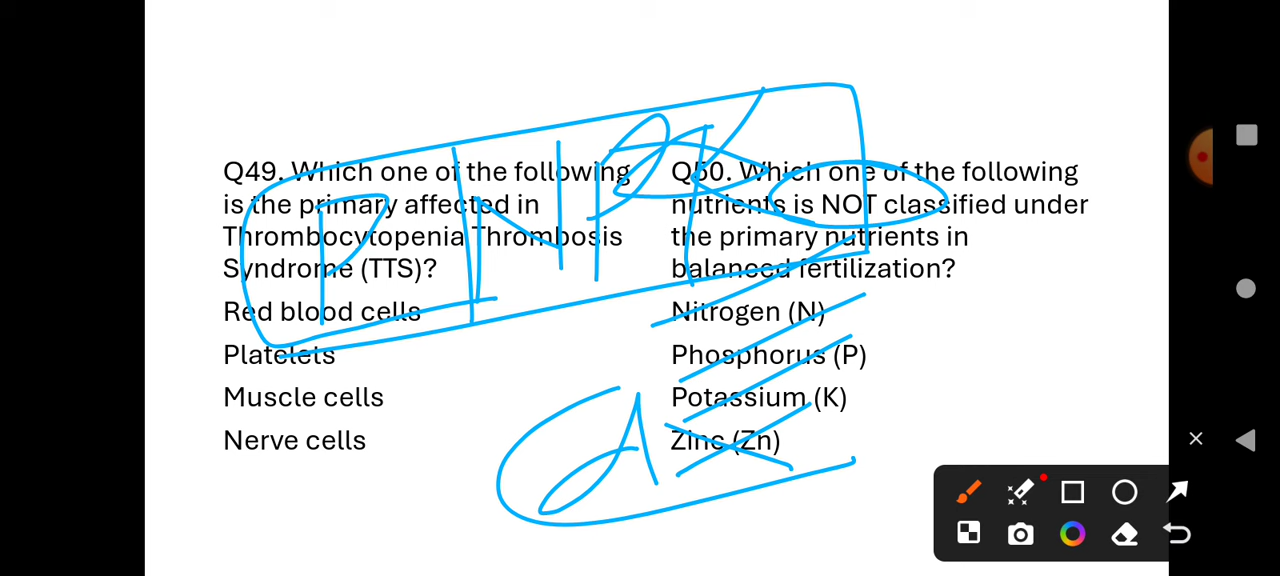 Q49. Which one of the following
is the primary affected in
Thrombocytopenia Thrombosis
Syndrome (TTS)?
Red blood cells
Platelets
Muscle cells
Nerve cells
Q50. Which one of the following
nutrients is NOT classified under
the primary nutrients in
balanced fertilization?
Nitrogen (N)
Phosphorus (P)
Potassium (K)
Zinc (Zn)